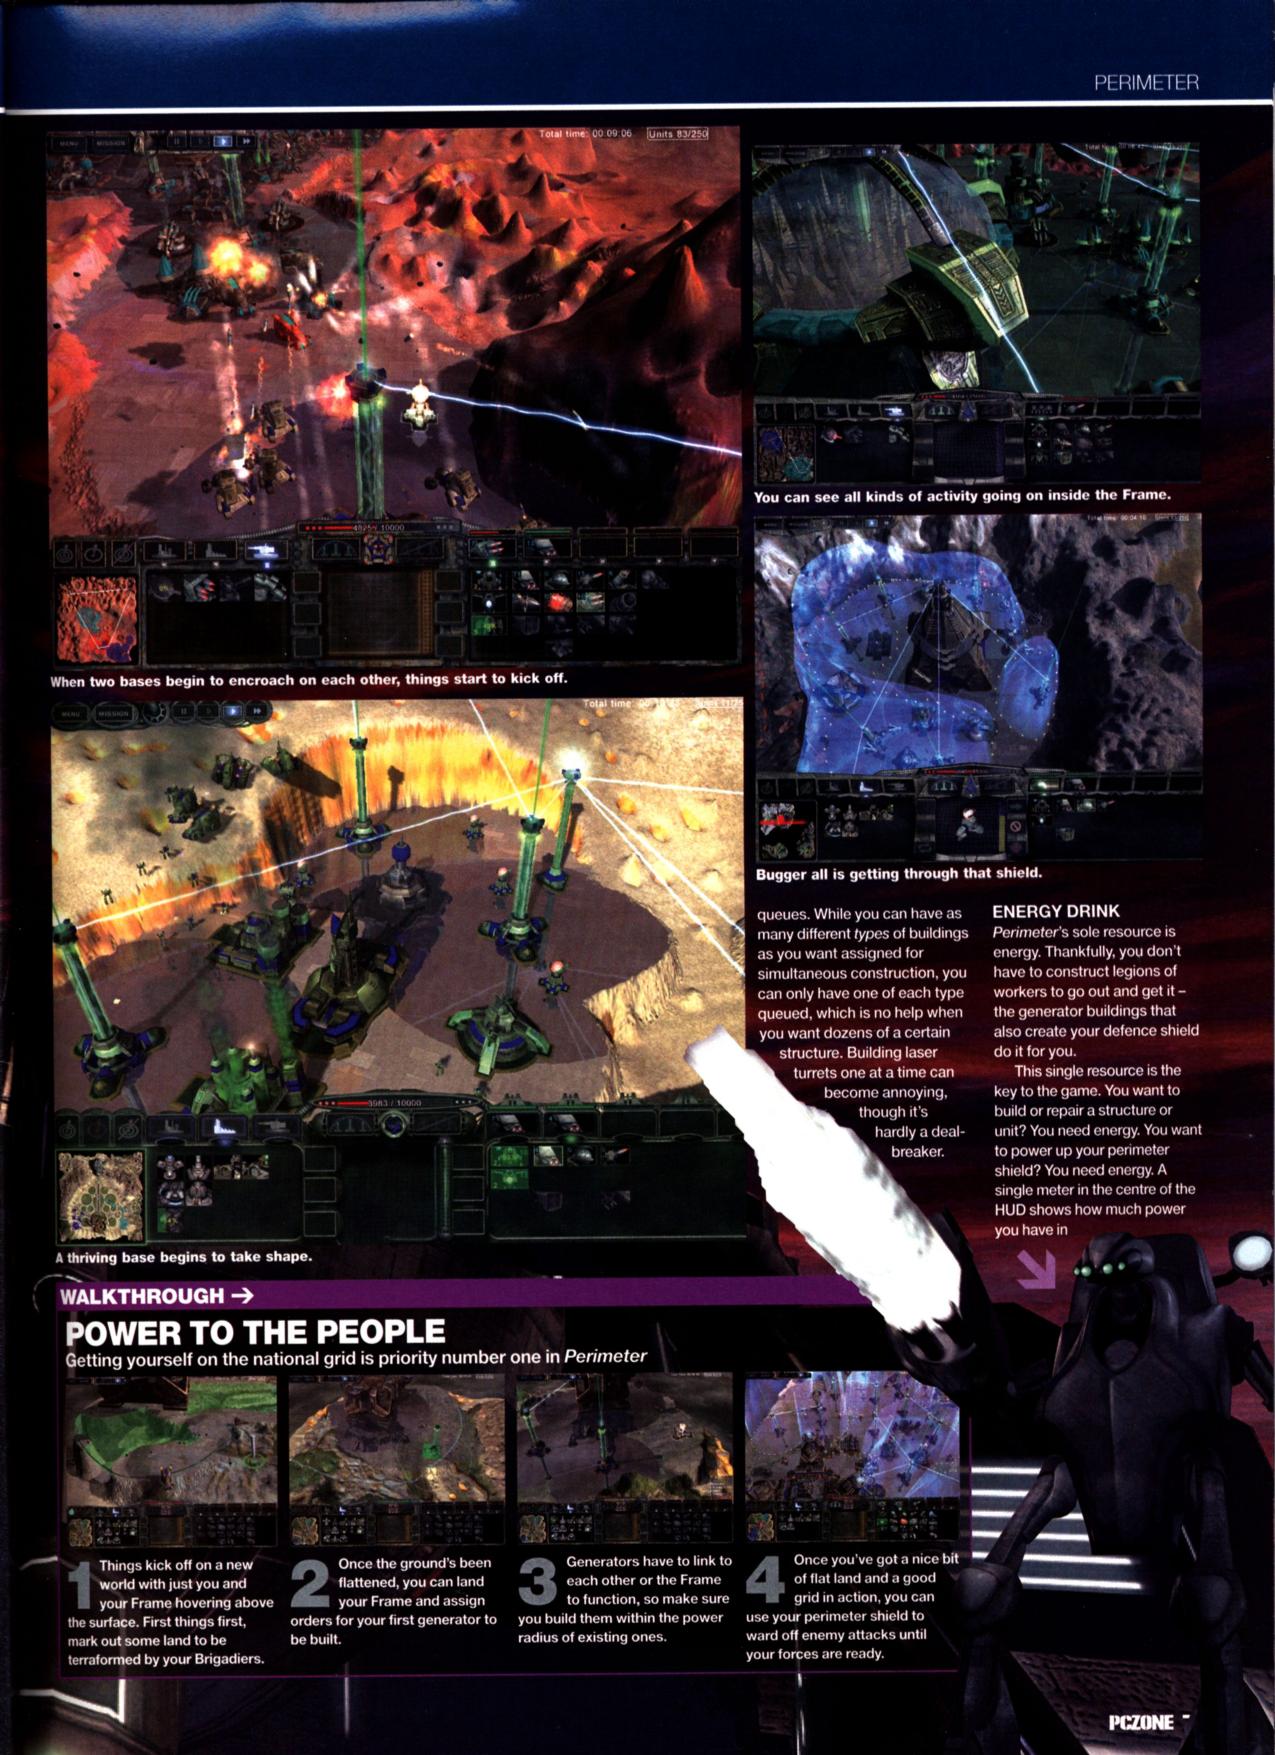 PERIMETER
Total time: 00:09:06 Units 83/250
MENU MISSION
10000
When two bases begin to encroach on each other, things start to kick off.
You can see all kinds of activity going on inside the Frame.
Total time: 00:04:16
Bugger all is getting through that shield.
MENU MISSION
Total time:
3983 / 10000
A thriving base begins to take shape.
queues. While you can have as
many different types of buildings
as you want assigned for
simultaneous construction, you
can only have one of each type
queued, which is no help when
you want dozens of a certain
structure. Building laser
turrets one at a time can
become annoying,
though it's
hardly a deal-
breaker.
ENERGY DRINK
Perimeter's sole resource is
energy. Thankfully, you don't
have to construct legions of
workers to go out and get it –
the generator buildings that
also create your defence shield
do it for you.
This single resource is the
key to the game. You want to
build or repair a structure or
unit? You need energy. You want
to power up your perimeter
shield? You need energy. A
single meter in the centre of the
HUD shows how much power
you have in
WALKTHROUGH →
POWER TO THE PEOPLE
Getting yourself on the national grid is priority number one in Perimeter
1 Things kick off on a new
world with just you and
your Frame hovering above
the surface. First things first,
mark out some land to be
terraformed by your Brigadiers.
2 Once the ground's been
flattened, you can land
your Frame and assign
orders for your first generator to
be built.
3 Generators have to link to
each other or the Frame
to function, so make sure
you build them within the power
radius of existing ones.
4 Once you've got a nice bit
of flat land and a good
grid in action, you can
use your perimeter shield to
ward off enemy attacks until
your forces are ready.
PCZONE